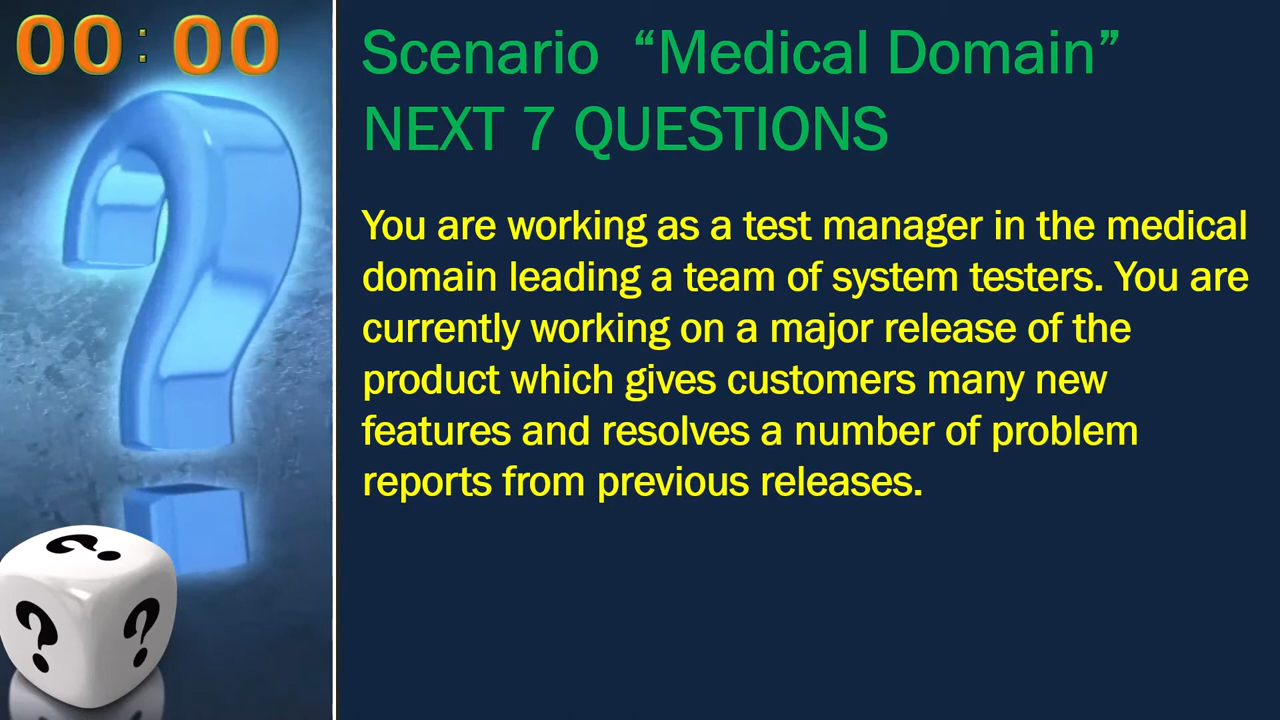 00:00
Scenario “Medical Domain”
NEXT 7 QUESTIONS
You are working as a test manager in the medical
domain leading a team of system testers. You are
currently working on a major release of the
product which gives customers many new
features and resolves a number of problem
reports from previous releases.
?
? ? ?